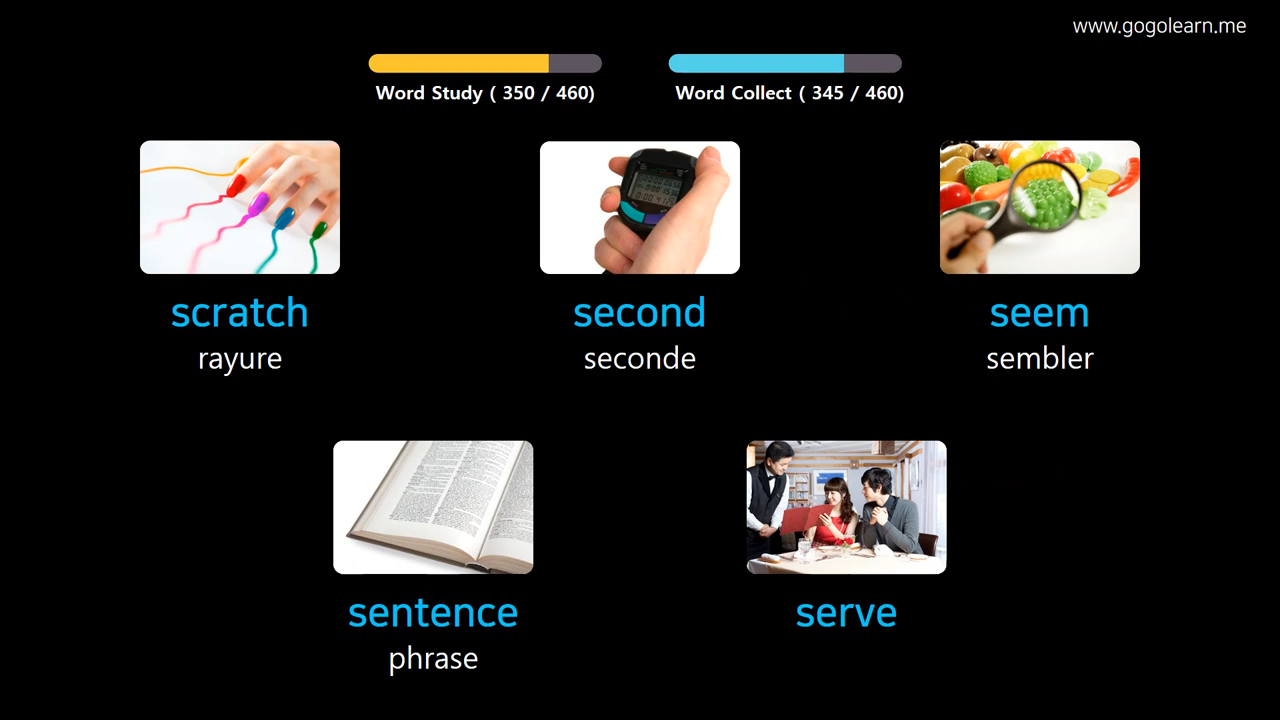 www.gogolearn.me
Word Study ( 350 / 460)
Word Collect ( 345 / 460)
scratch
rayure
second
seconde
seem
sembler
sentence
phrase
serve